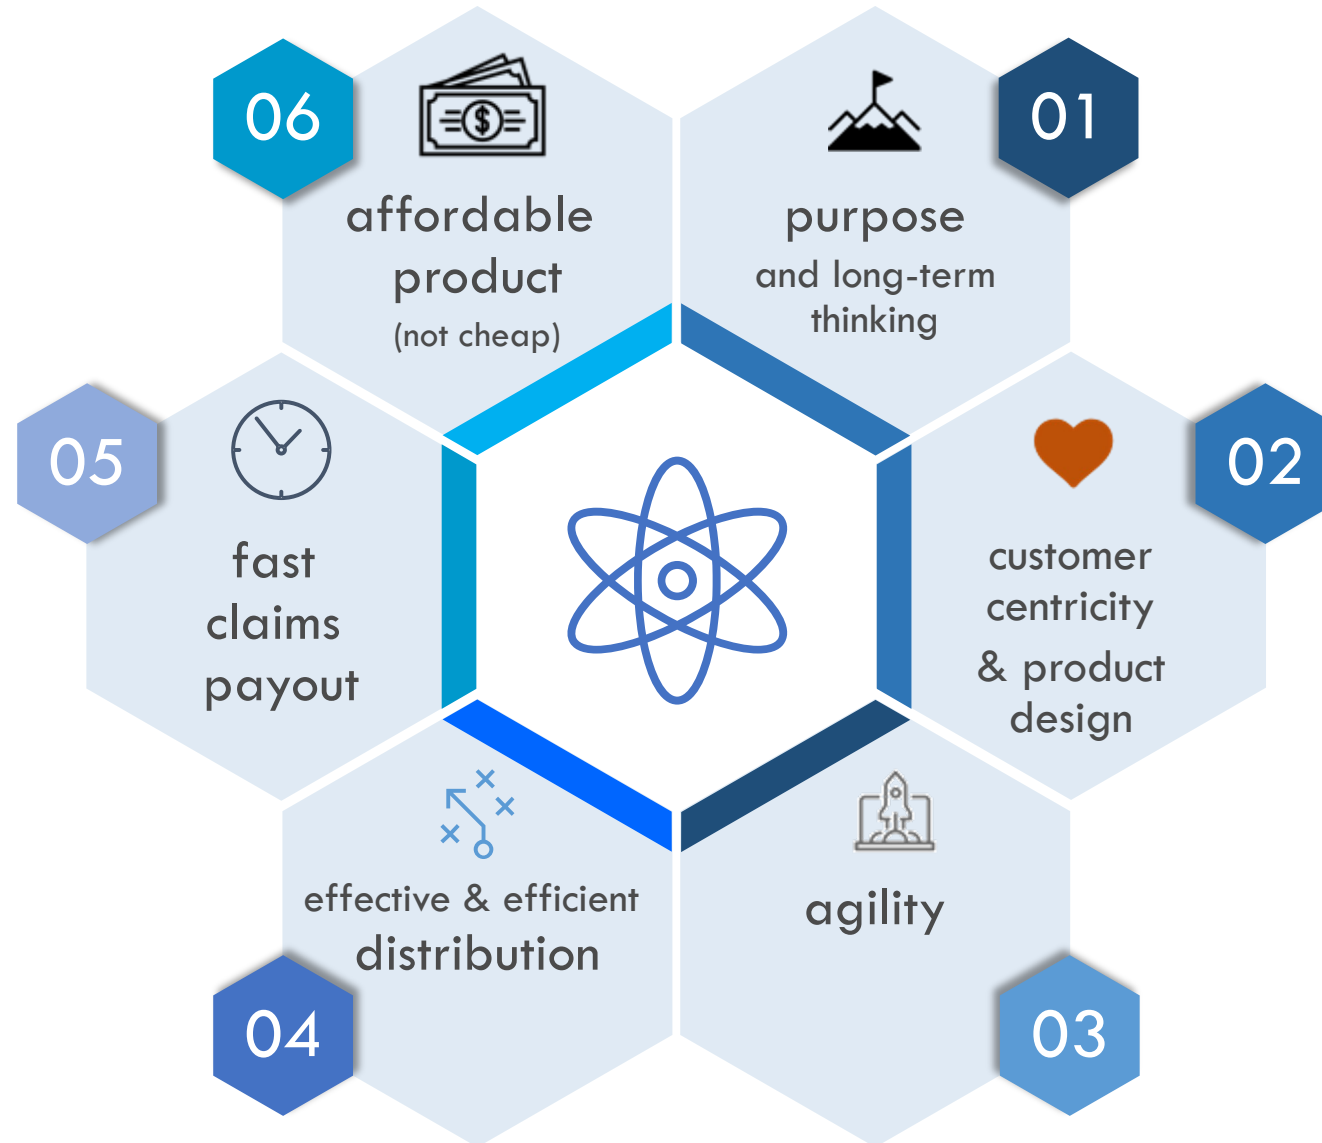 01
purpose
and long-term
thinking
02
customer
centricity
& product
design
03
agility
04
effective & efficient
distribution
05
fast
claims
payout
06
affordable
product
(not cheap)
$